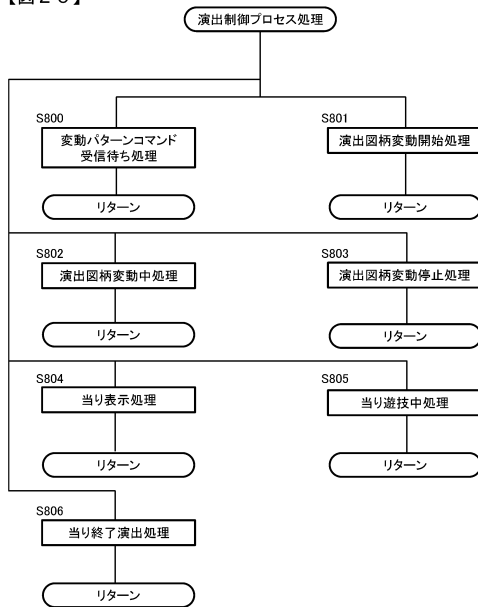 演出制御プロセス処理
S800
変動パターンコマンド
受信待ち処理
リターン
S801
演出図柄変動開始処理
リターン
S802
演出図柄変動中処理
リターン
S803
演出図柄変動停止処理
リターン
S804
当り表示処理
リターン
S805
当り遊技中処理
リターン
S806
当り終了演出処理
リターン